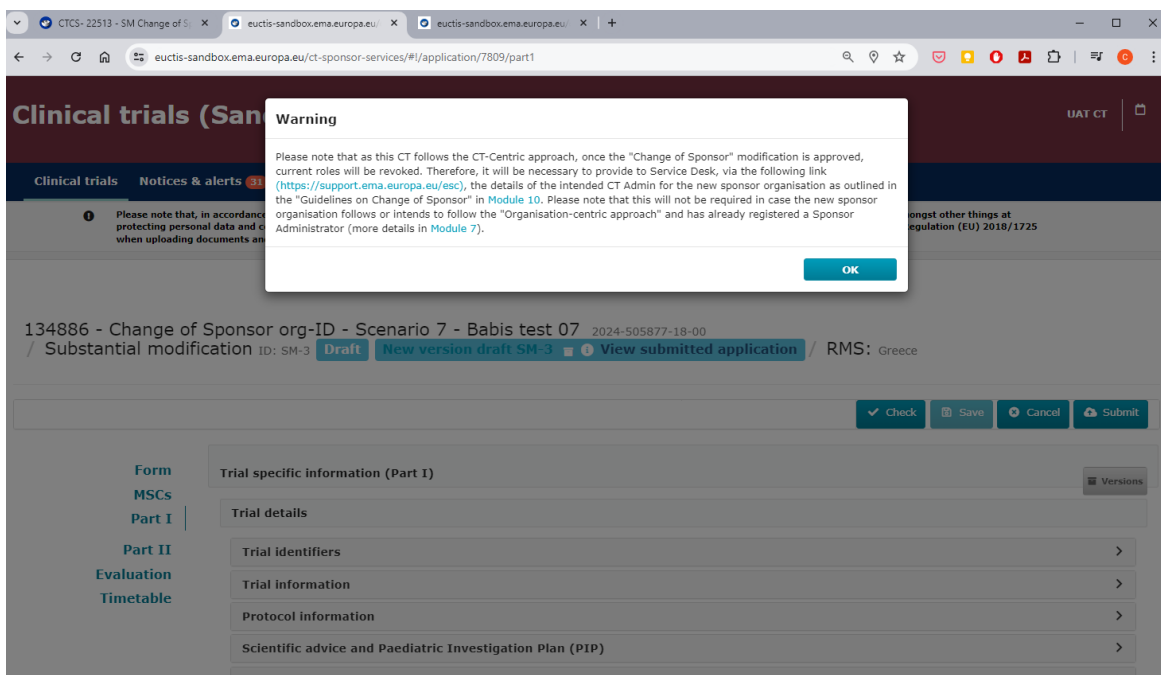 CTCS- 22513 - SM Change of S
euctis-sandbox.ema.europa.eu/
euctis-sandbox.ema.europa.eu/
euctis-sandbox.ema.europa.eu/ct-sponsor-services/#!/application/7809/part1
Clinical trials (San
UAT CT
Clinical trials Notices & alerts 31
Please note that, in accordance
protecting personal data and c
when uploading documents an
ongst other things at
egulation (EU) 2018/1725
Warning
Please note that as this CT follows the CT-Centric approach, once the "Change of Sponsor" modification is approved,
current roles will be revoked. Therefore, it will be necessary to provide to Service Desk, via the following link
(https://support.ema.europa.eu/esc), the details of the intended CT Admin for the new sponsor organisation as outlined in
the "Guidelines on Change of Sponsor" in Module 10. Please note that this will not be required in case the new sponsor
organisation follows or intends to follow the "Organisation-centric approach" and has already registered a Sponsor
Administrator (more details in Module 7).
OK
134886 - Change of Sponsor org-ID - Scenario 7 - Babis test 07 2024-505877-18-00
/ Substantial modification ID: SM-3 Draft New version draft SM-3 View submitted application / RMS: Greece
Check Save Cancel Submit
Form
MSCs
Part I
Part II
Evaluation
Timetable
Trial specific information (Part I)
Versions
Trial details
Trial identifiers
Trial information
Protocol information
Scientific advice and Paediatric Investigation Plan (PIP)